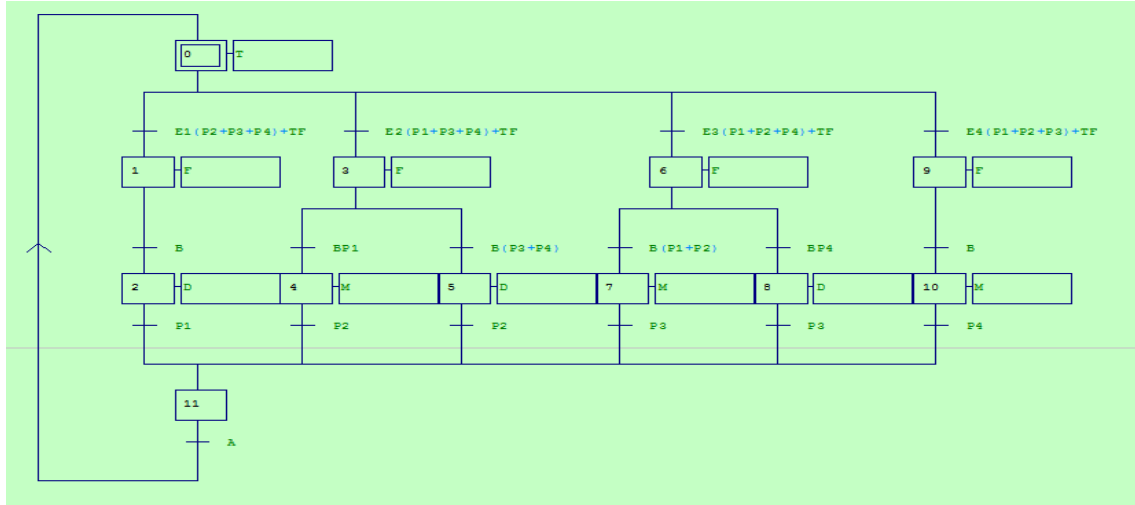 0 T
E1(P2+P3+P4)+TF E2(P1+P3+P4)+TF E3(P1+P2+P4)+TF E4(P1+P2+P3)+TF
1 F 3 F 6 F 9 F
B BP1 B(P3+P4) B(P1+P2) BP4 B
2 D 4 M 5 D 7 M 8 D 10 M
P1 P2 P2 P3 P3 P4
11
A